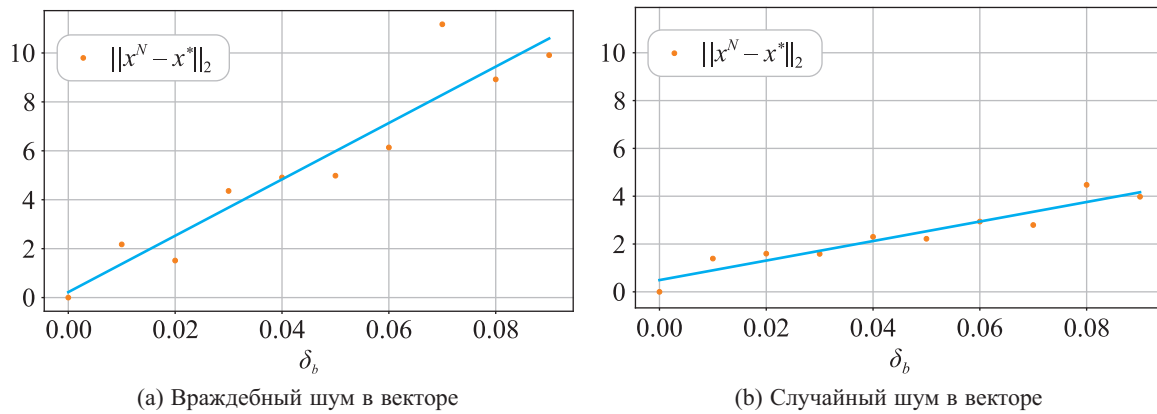 10
8
6
4
2
0
||x^N − x^*||_2
0.00 0.02 0.04 0.06 0.08
δ_b
(a) Враждебный шум в векторе
10
8
6
4
2
0
||x^N − x^*||_2
0.00 0.02 0.04 0.06 0.08
δ_b
(b) Случайный шум в векторе